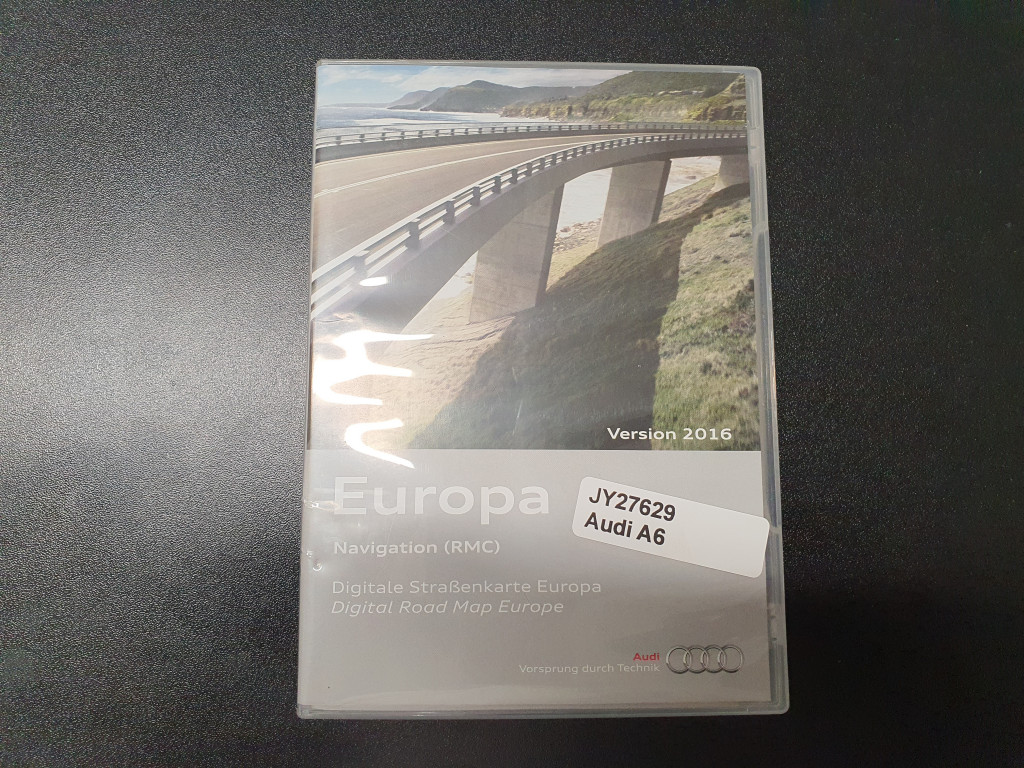 Version 2016
Europa
JY27629
Audi A6
Navigation (RMC)
Digitale Straßenkarte Europa
Digital Road Map Europe
Audi
Vorsprung durch Technik